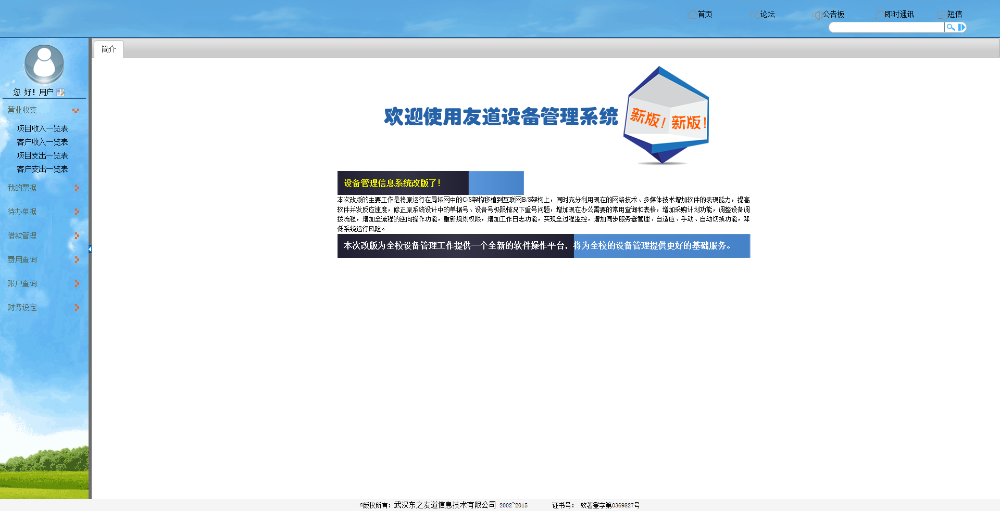 首页 论坛 公告板 即时通讯 短信
简介
您 好！用户
营业收支
项目收入一览表
客户收入一览表
项目支出一览表
客户支出一览表
我的票据
待办单据
借款管理
费用查询
账户查询
财务设定
欢迎使用友道设备管理系统
新版！新版！
设备管理信息系统改版了！
本次改版的主要工作是将原运行在局域网中的C/S架构移植到互联网B/S架构上，同时充分利用现在的网络技术、多媒体技术增加软件的表现能力，提高
软件并发反应速度，修正原系统设计中的单据号、设备号极限情况下重号问题，增加现在办公需要的常用查询和表格，增加采购计划功能，调整设备调
拨流程，增加全流程的逆向操作功能，重新规划权限，增加工作日志功能，实现全过程监控，增加同步服务器管理、自适应、手动、自动切换功能，降
低系统运行风险。
本次改版为全校设备管理工作提供一个全新的软件操作平台，将为全校的设备管理提供更好的基础服务。
©版权所有：武汉东之友道信息技术有限公司 2002~2015 证书号： 软著登字第0369827号